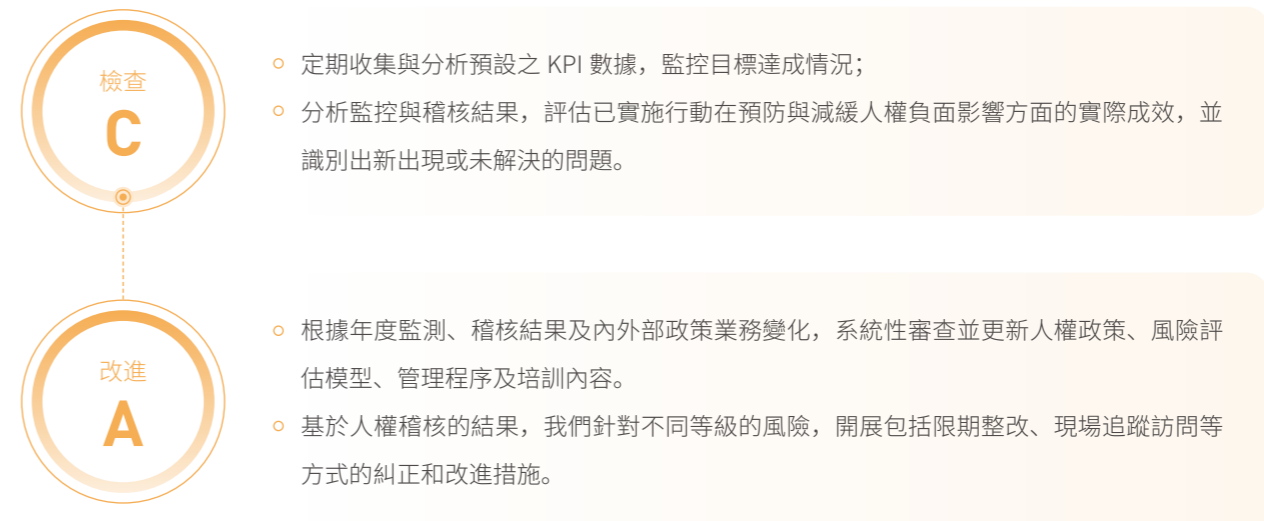 檢查
C
定期收集與分析預設之 KPI 數據，監控目標達成情況；
分析監控與稽核結果，評估已實施行動在預防與減緩人權負面影響方面的實際成效，並
識別出新出現或未解決的問題。
改進
A
根據年度監測、稽核結果及內外部政策業務變化，系統性審查並更新人權政策、風險評
估模型、管理程序及培訓內容。
基於人權稽核的結果，我們針對不同等級的風險，開展包括限期整改、現場追蹤訪問等
方式的糾正和改進措施。